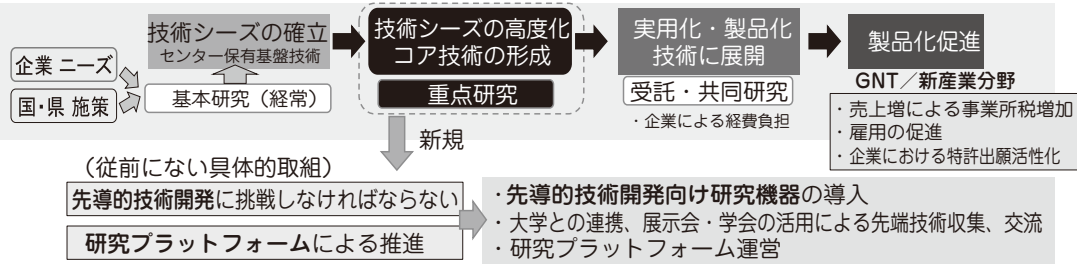 企業 ニーズ
国・県 施策
技術シーズの確立
センター保有基盤技術
基本研究（経常）
技術シーズの高度化
コア技術の形成
重点研究
実用化・製品化
技術に展開
受託・共同研究
・企業による経費負担
製品化促進
GNT／新産業分野
・売上増による事業所税増加
・雇用の促進
・企業における特許出願活性化
新規
（従前にない具体的取組）
先導的技術開発に挑戦しなければならない
研究プラットフォームによる推進
・先導的技術開発向け研究機器の導入
・大学との連携、展示会・学会の活用による先端技術収集、交流
・研究プラットフォーム運営